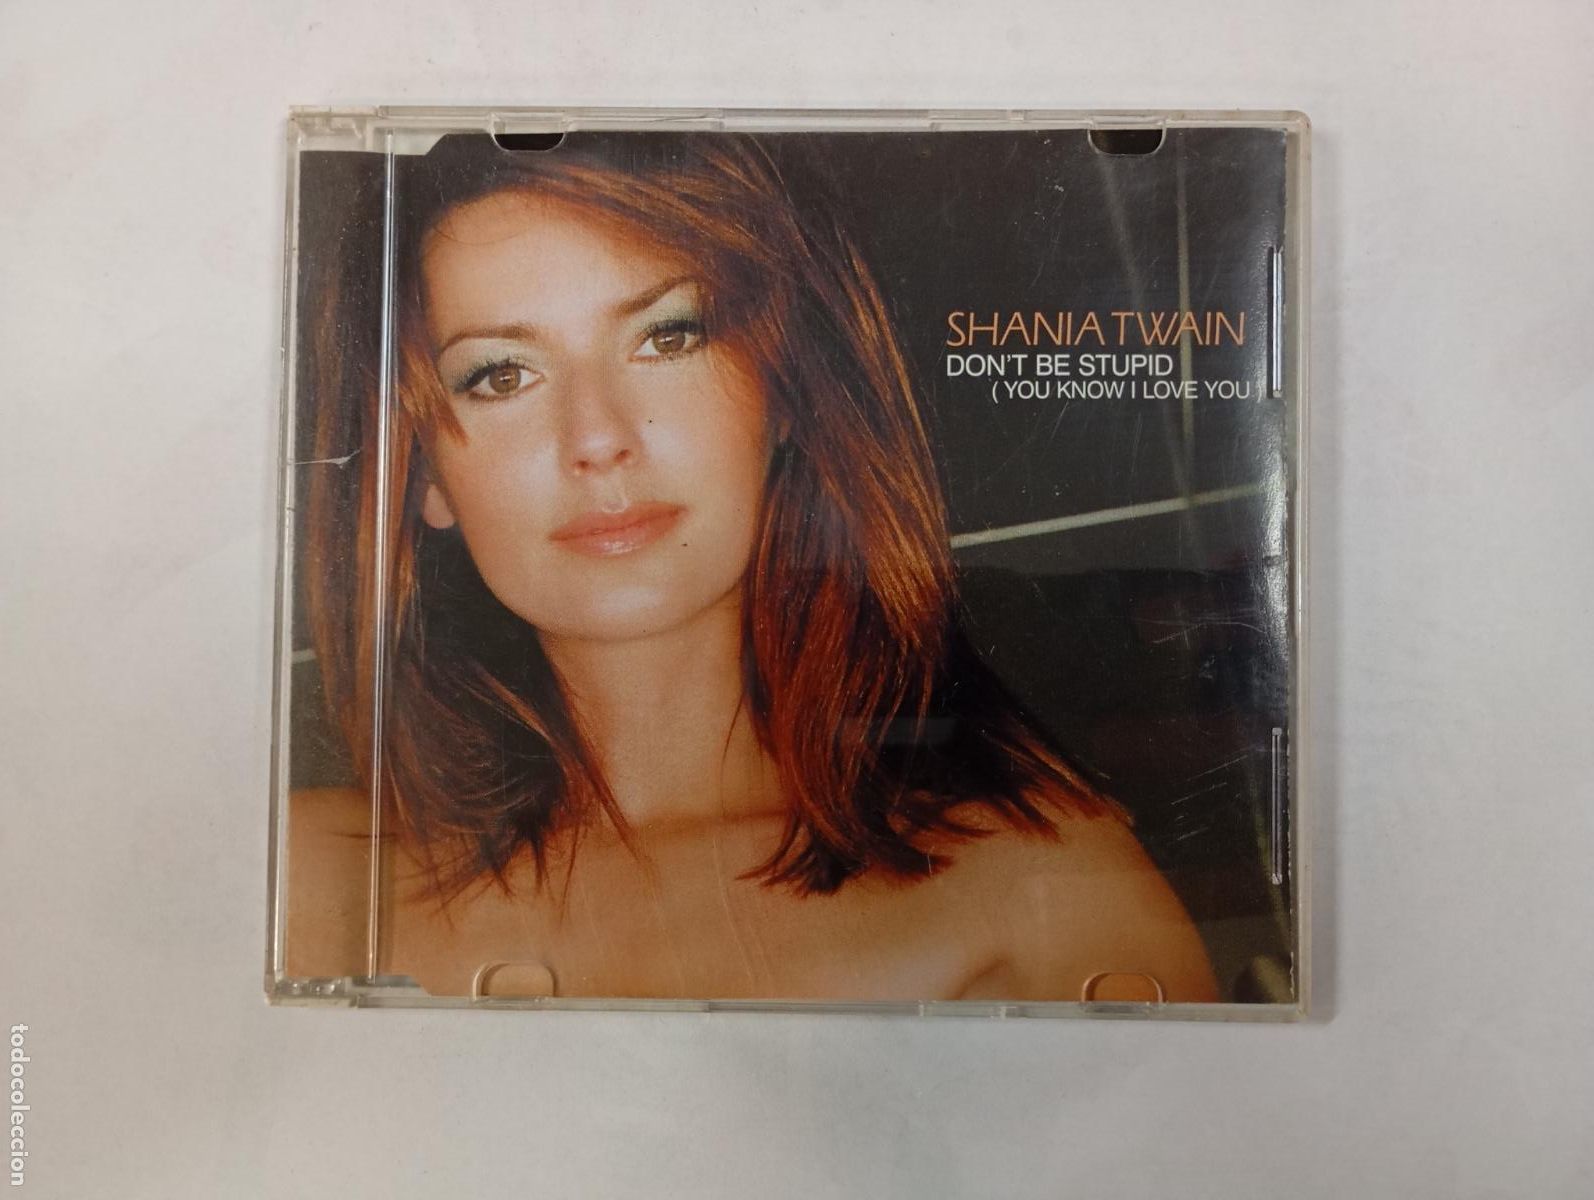 SHANIA TWAIN
DON'T BE STUPID
( YOU KNOW I LOVE YOU )
todocoleccion